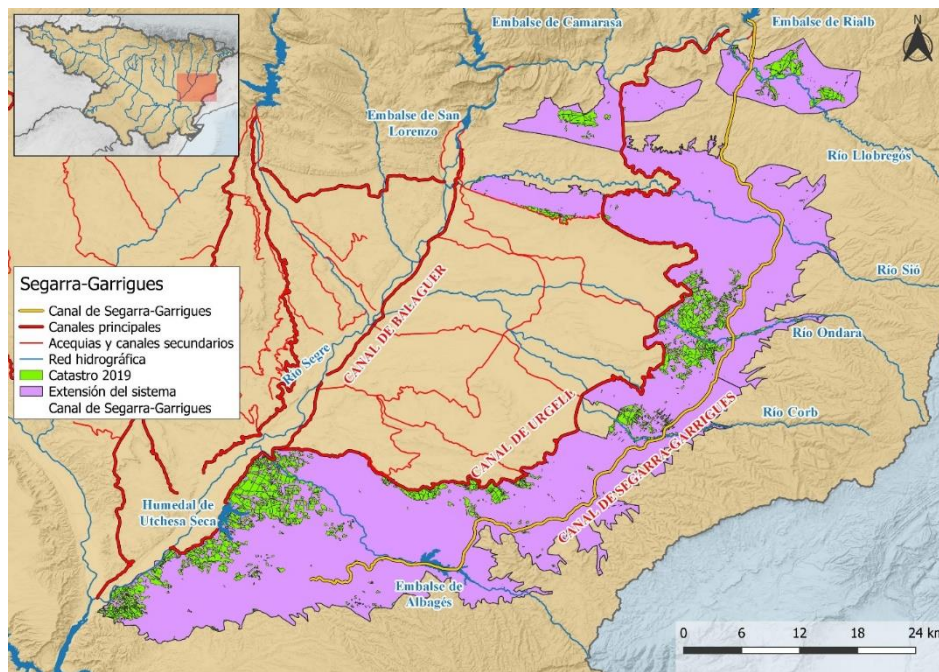 Embalse de Camarasa
Embalse de Rialb
N
Embalse de San
Lorenzo
Río Llobregós
Río Sió
Río Ondara
Río Corb
Río Segre
CANAL DE BALAGUER
CANAL DE URGELL
CANAL DE SEGARRA-GARRIGUES
Humedal de
Utchesa Seca
Embalse de
Albagés
Segarra-Garrigues
Canal de Segarra-Garrigues
Canales principales
Acequias y canales secundarios
Red hidrográfica
Catastro 2019
Extensión del sistema
Canal de Segarra-Garrigues
0 6 12 18 24 km